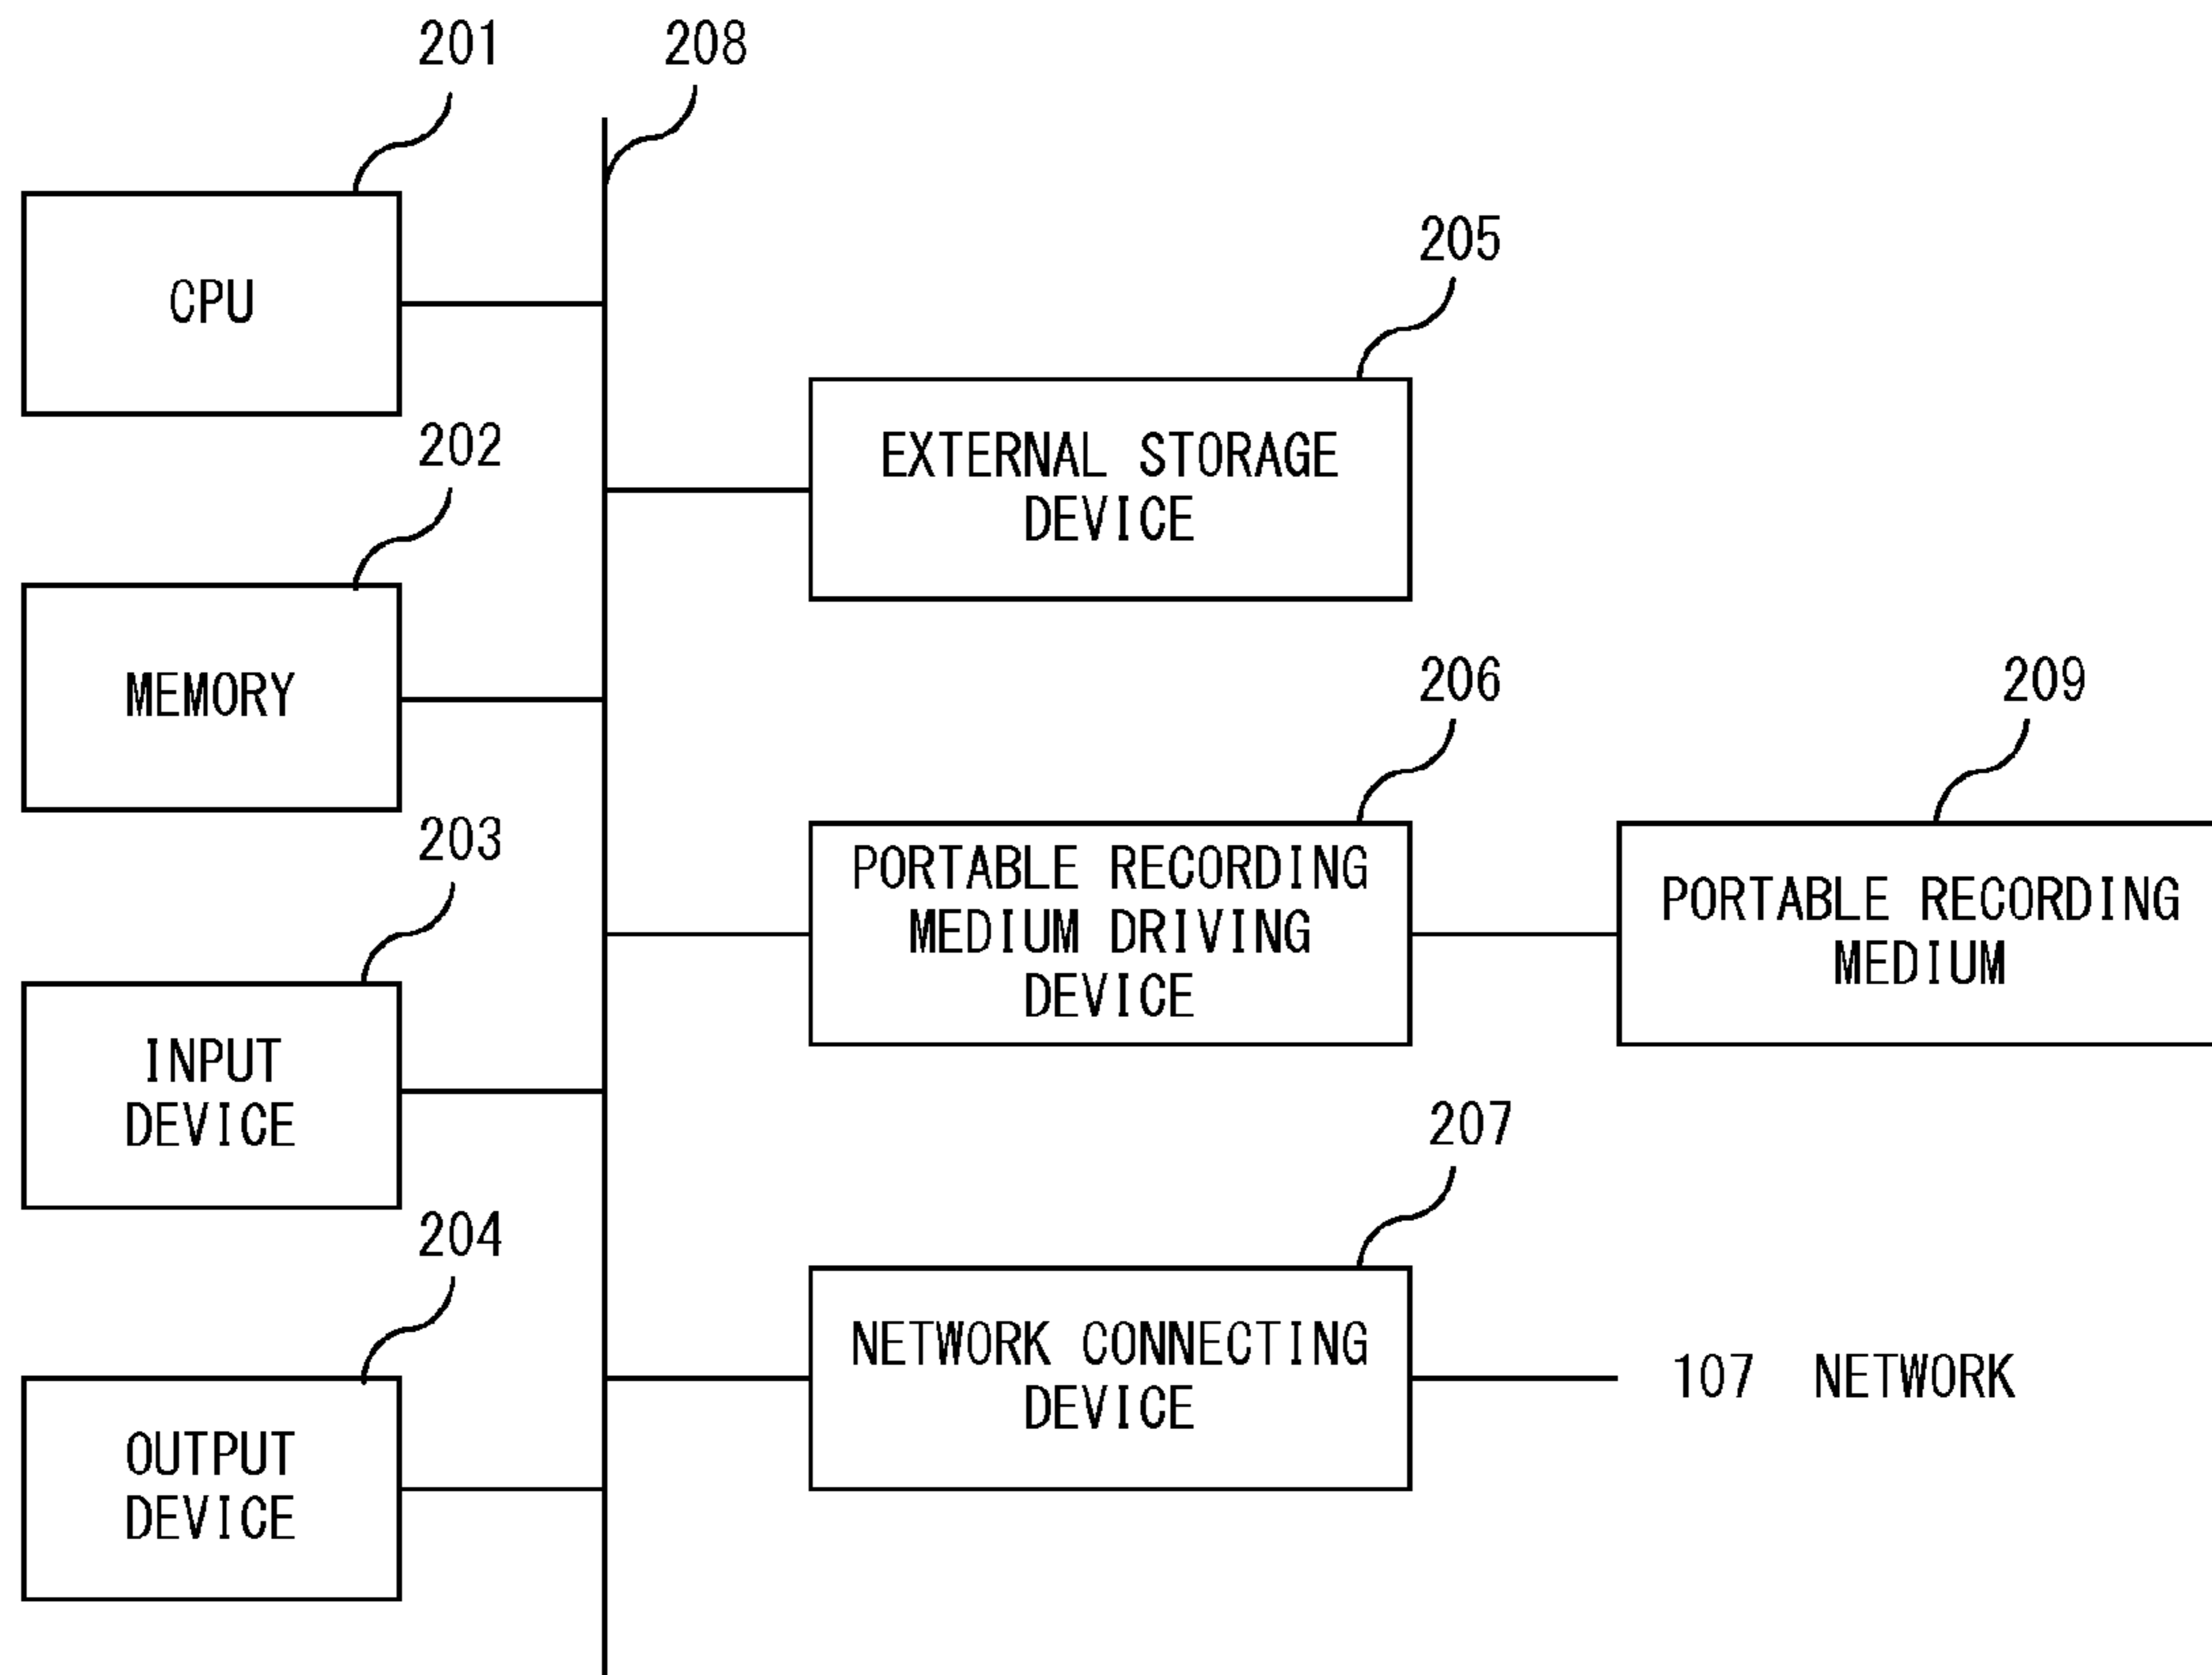 201
208
CPU
205
EXTERNAL STORAGE
DEVICE
202
MEMORY
206
209
PORTABLE RECORDING
MEDIUM DRIVING
DEVICE
PORTABLE RECORDING
MEDIUM
203
INPUT
DEVICE
207
NETWORK CONNECTING
DEVICE
107 NETWORK
204
OUTPUT
DEVICE